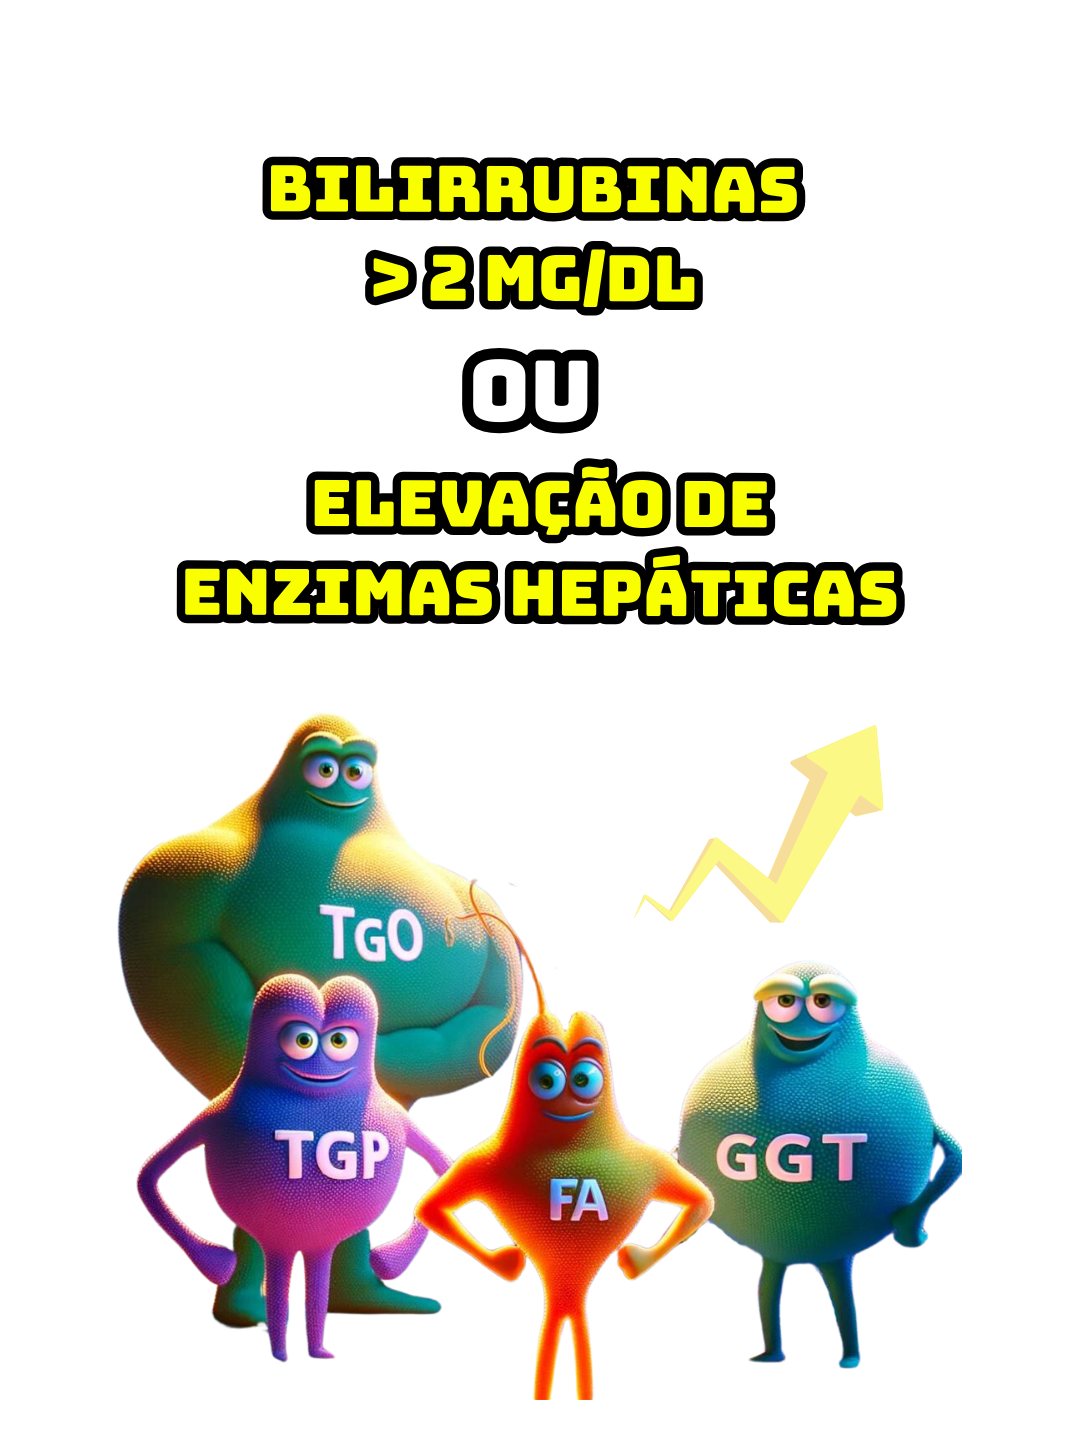 BILIRRUBINAS
> 2 MG/DL
OU
ELEVAÇÃO DE
ENZIMAS HEPÁTICAS
TGO
TGP
FA
GGT